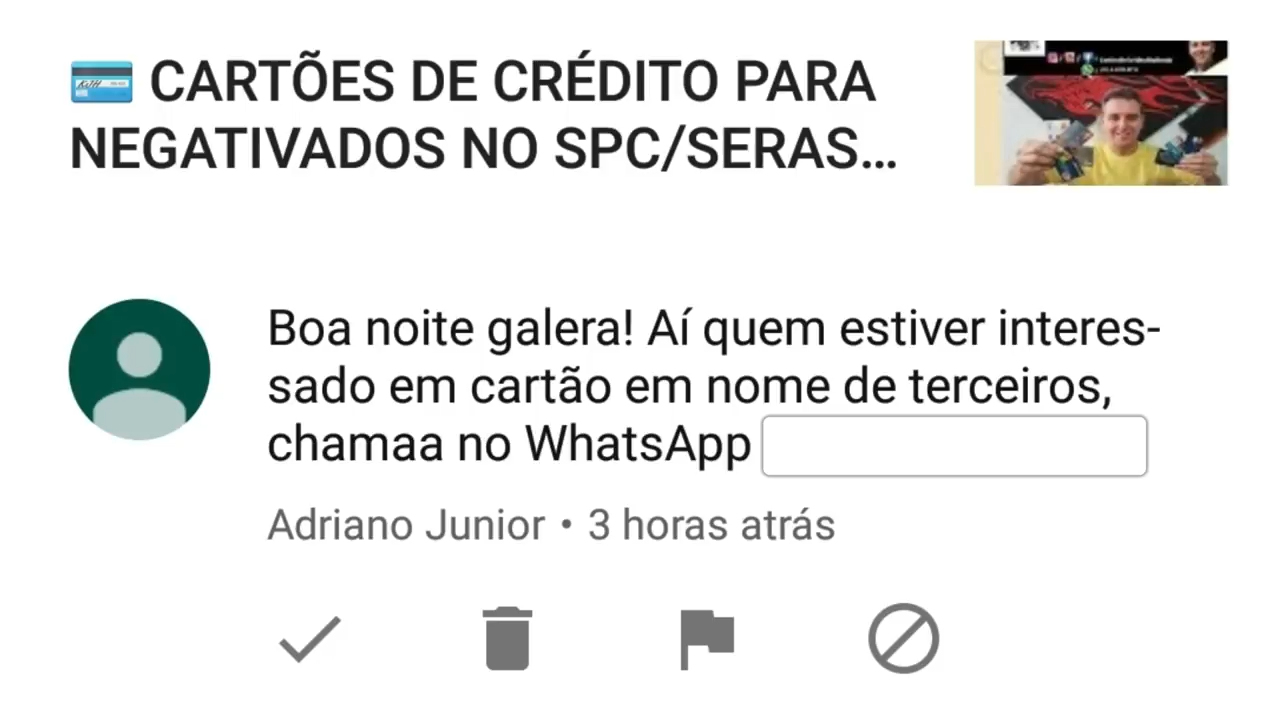 💳 CARTÕES DE CRÉDITO PARA
NEGATIVADOS NO SPC/SERAS...
Boa noite galera! Aí quem estiver interes-
sado em cartão em nome de terceiros,
chamaa no WhatsApp
Adriano Junior • 3 horas atrás